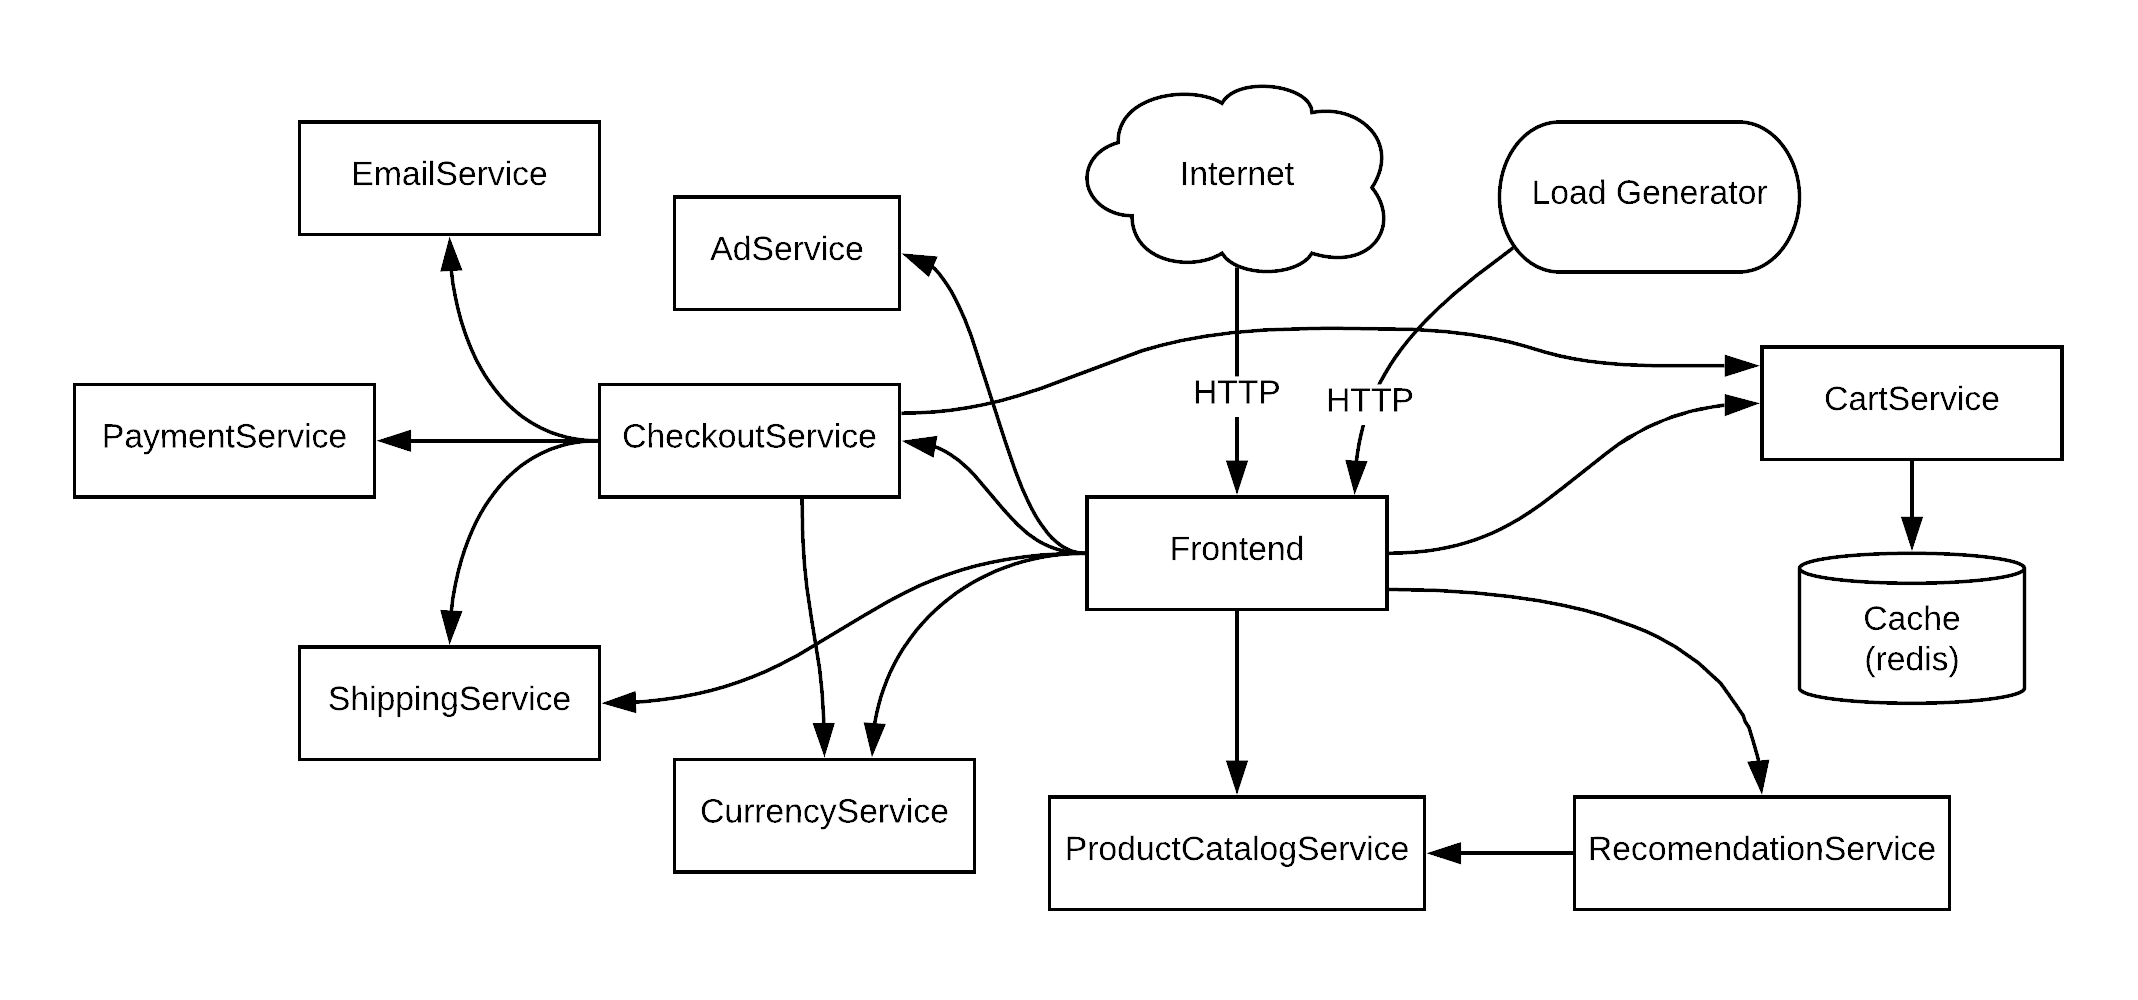 EmailService
Internet
Load Generator
AdService
HTTP
HTTP
CartService
PaymentService
CheckoutService
Frontend
Cache
(redis)
ShippingService
CurrencyService
ProductCatalogService
RecomendationService